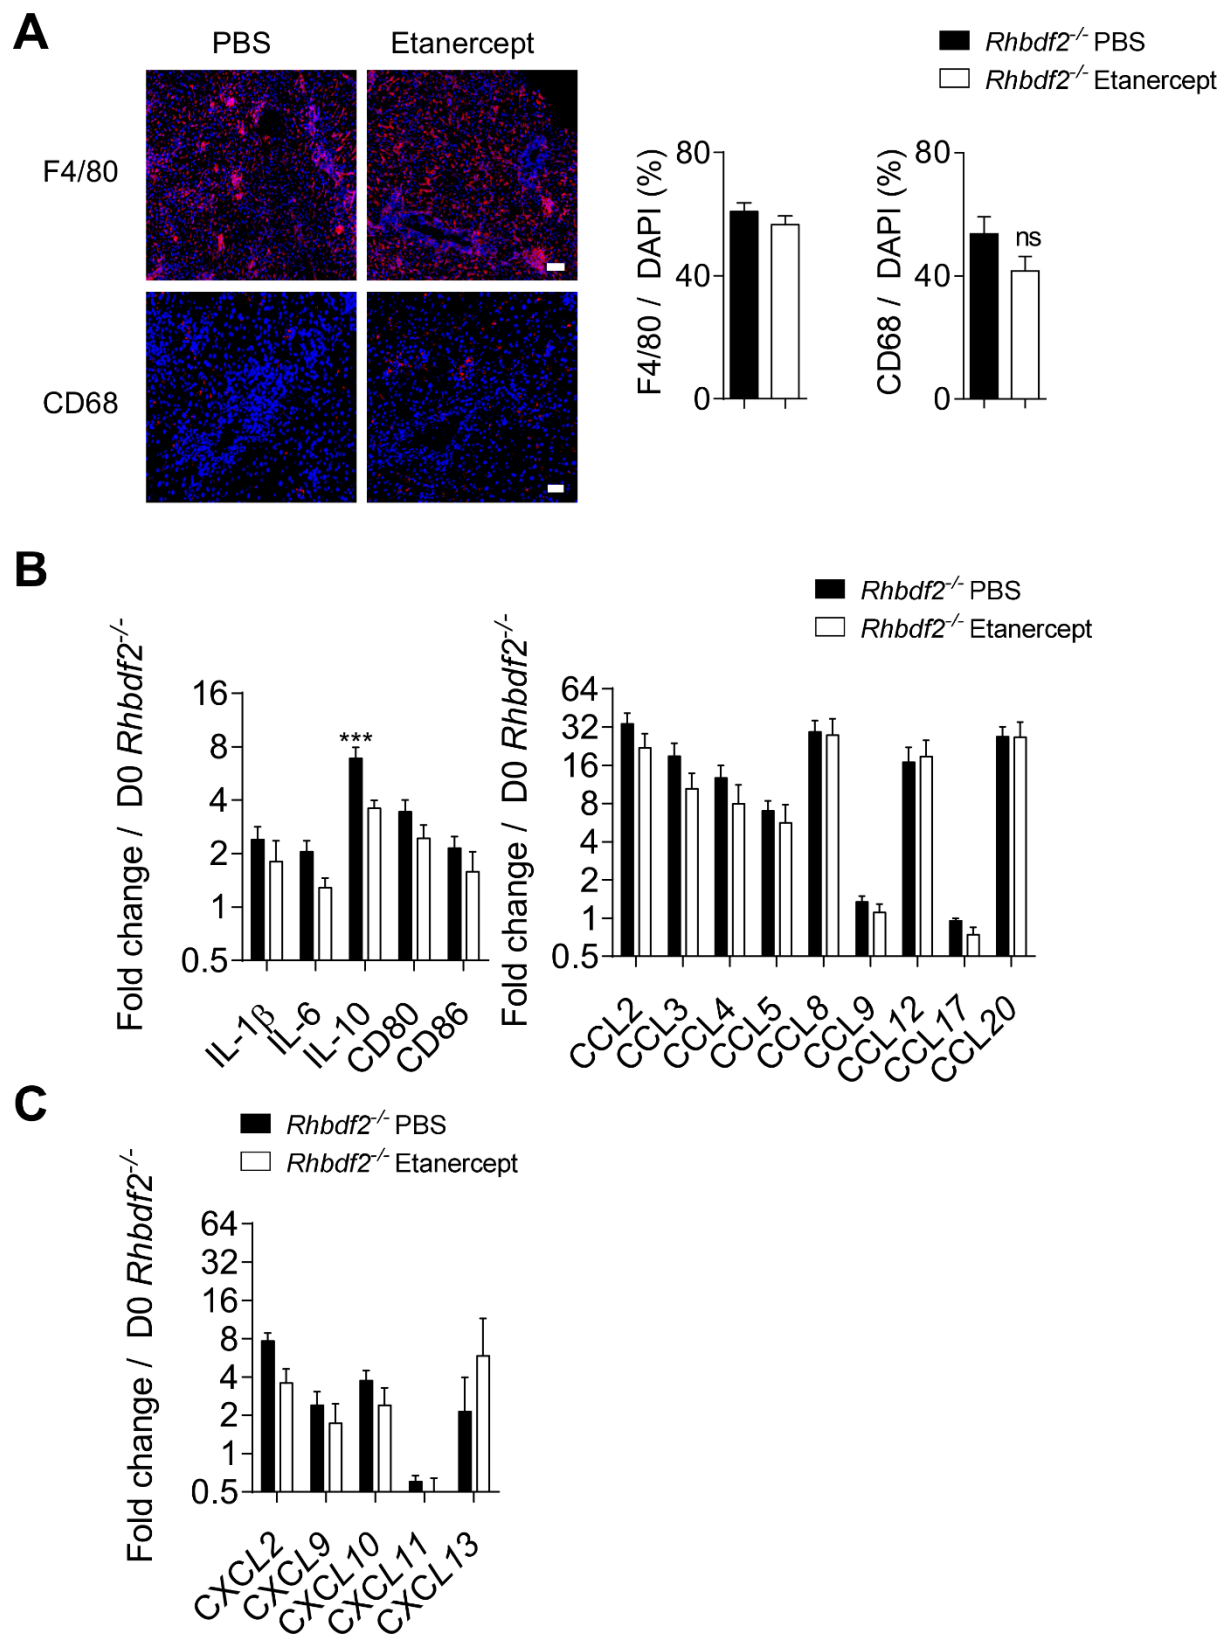 A
PBS
Etanercept
Rhbdf2-/- PBS
Rhbdf2-/- Etanercept
F4/80
CD68
F4/80 / DAPI (%)
80
40
0
CD68 / DAPI (%)
80
40
0
ns
B
Rhbdf2-/- PBS
Rhbdf2-/- Etanercept
Fold change / D0 Rhbdf2-/-
16
8
4
2
1
0.5
***
IL-1β
IL-6
IL-10
CD80
CD86
Fold change / D0 Rhbdf2-/-
64
32
16
8
4
2
1
0.5
CCL2
CCL3
CCL4
CCL5
CCL8
CCL9
CCL12
CCL17
CCL20
C
Rhbdf2-/- PBS
Rhbdf2-/- Etanercept
Fold change / D0 Rhbdf2-/-
64
32
16
8
4
2
1
0.5
CXCL2
CXCL9
CXCL10
CXCL11
CXCL13